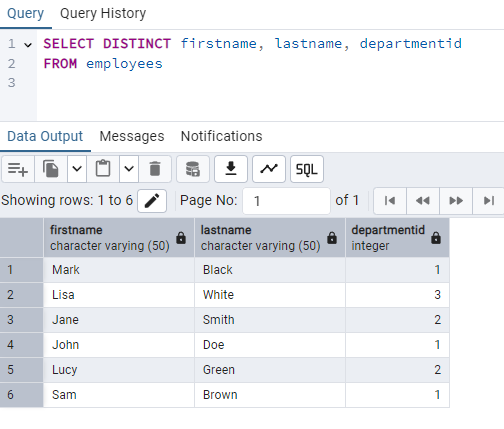 Query Query History
1 SELECT DISTINCT firstname, lastname, departmentid
2 FROM employees
3
Data Output Messages Notifications
SQL
Showing rows: 1 to 6 Page No: 1 of 1
firstname lastname departmentid
character varying (50) character varying (50) integer
1 Mark Black 1
2 Lisa White 3
3 Jane Smith 2
4 John Doe 1
5 Lucy Green 2
6 Sam Brown 1